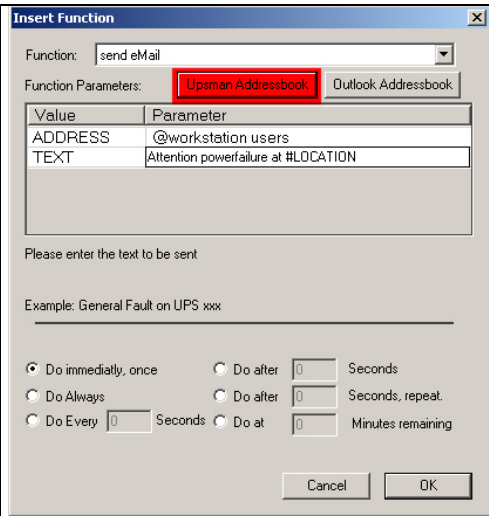 Insert Function
Function: send eMail
Function Parameters: Upsman Addressbook Outlook Addressbook
Value Parameter
ADDRESS @workstation users
TEXT Attention powerfailure at #LOCATION
Please enter the text to be sent
Example: General Fault on UPS xxx
Do immediatly, once Do after 0 Seconds
Do Always Do after 0 Seconds, repeat.
Do Every 0 Seconds Do at 0 Minutes remaining
Cancel OK